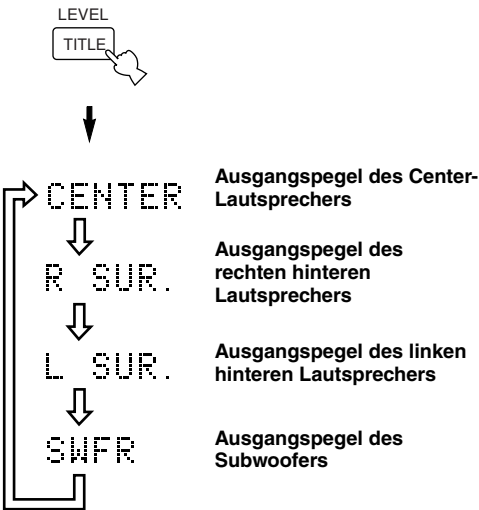 LEVEL
TITLE
CENTER
Ausgangspegel des Center-
Lautsprechers
R SUR.
Ausgangspegel des
rechten hinteren
Lautsprechers
L SUR.
Ausgangspegel des linken
hinteren Lautsprechers
SWFR
Ausgangspegel des
Subwoofers